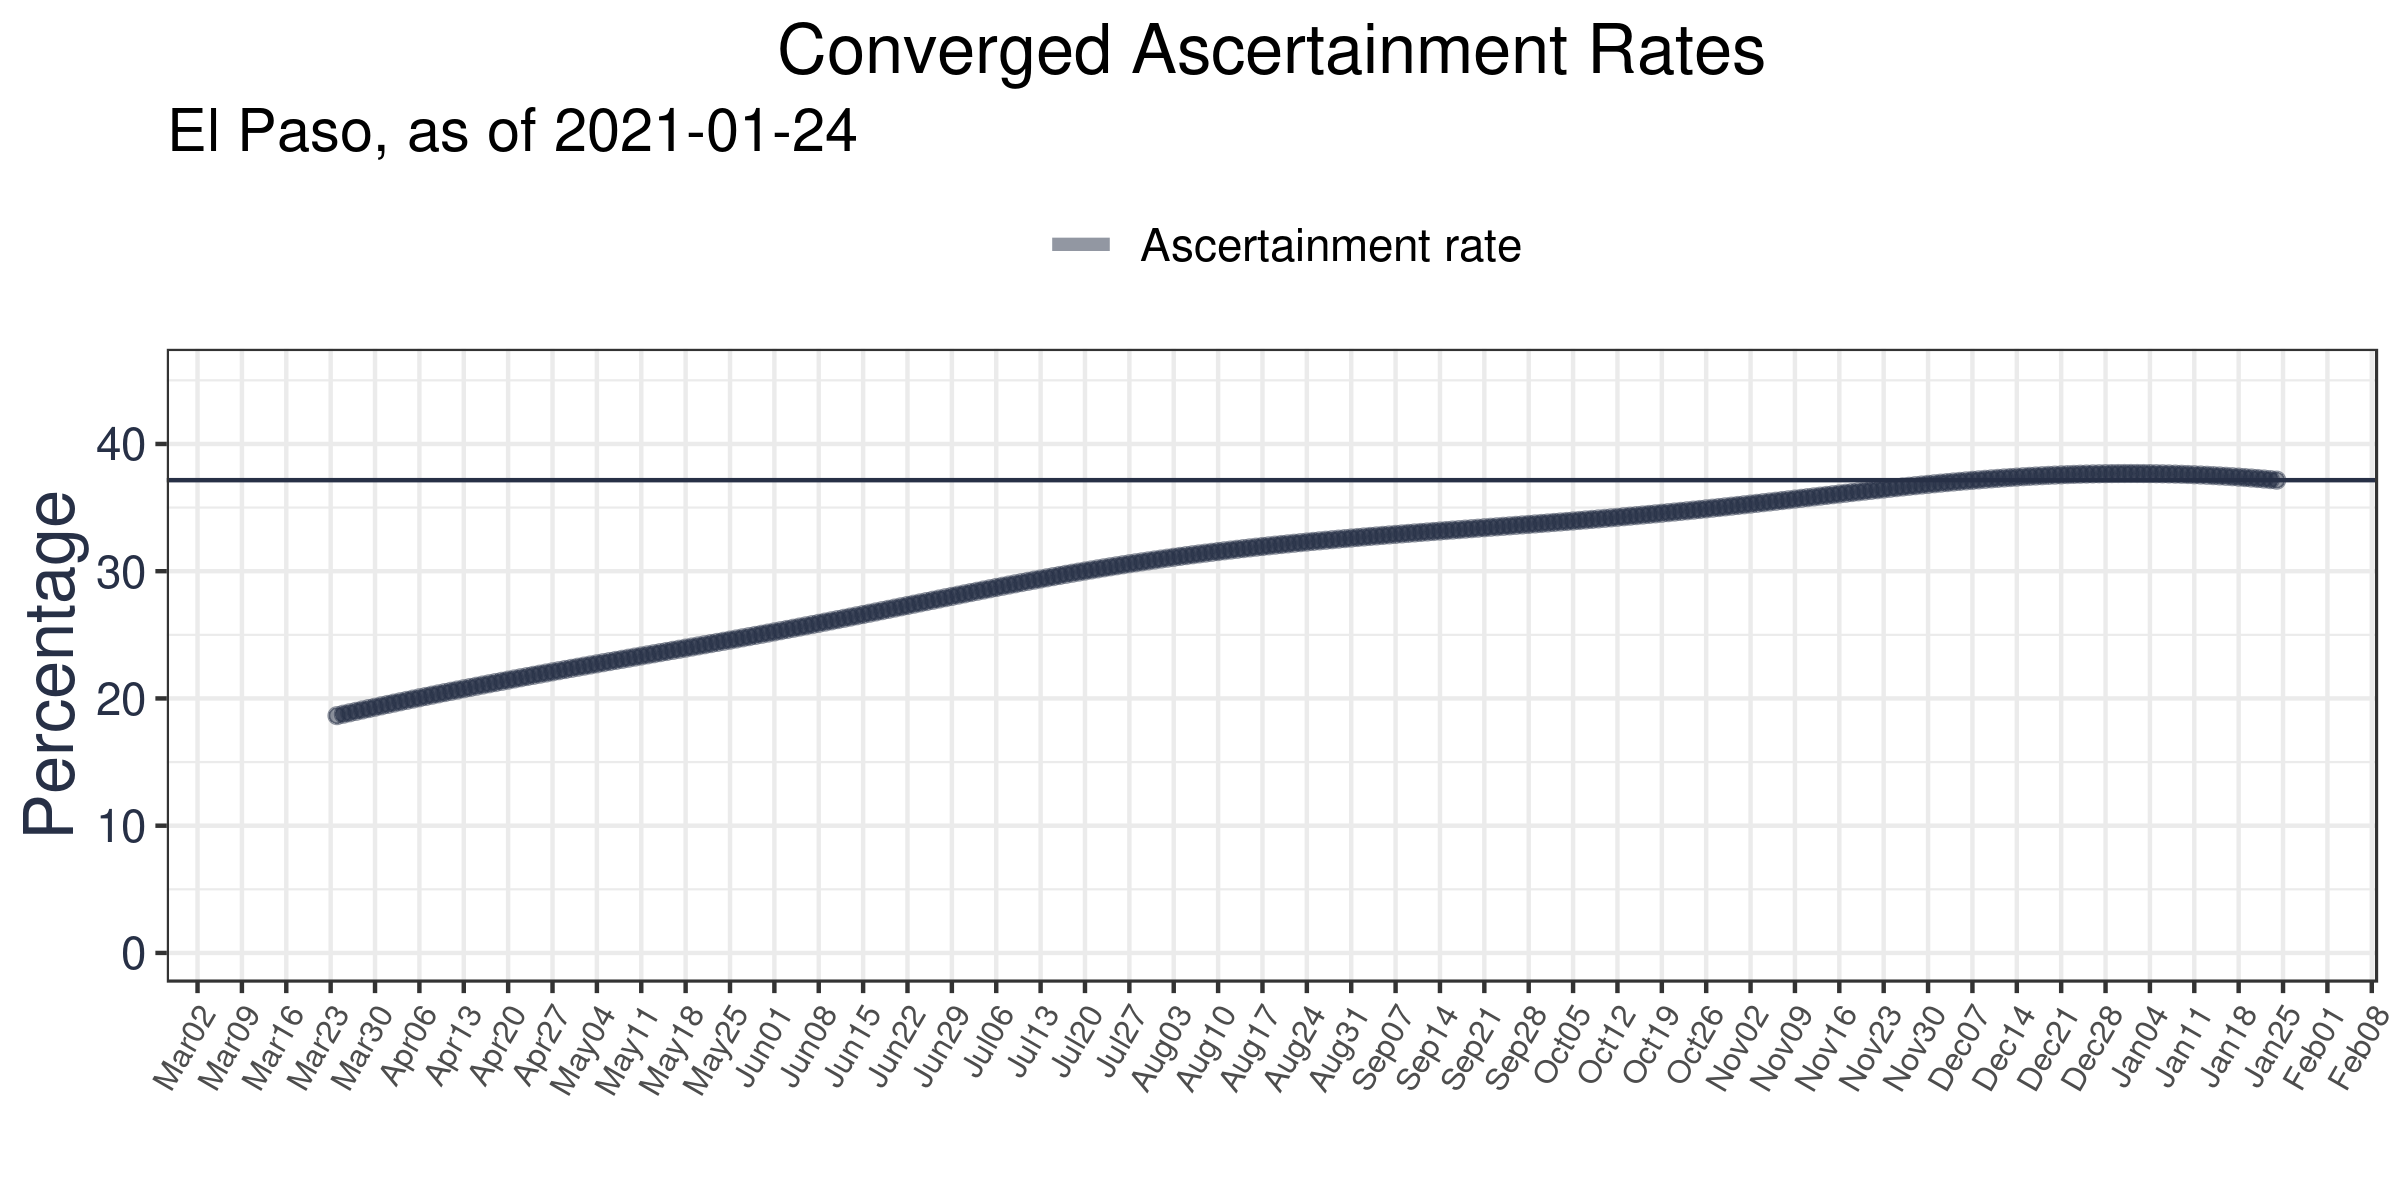 Converged Ascertainment Rates
El Paso, as of 2021-01-24
Ascertainment rate
Percentage
40
30
20
10
0
Mar02 Mar09 Mar16 Mar23 Mar30 Apr06 Apr13 Apr20 Apr27 May04 May11 May18 May25 Jun01 Jun08 Jun15 Jun22 Jun29 Jul06 Jul13 Jul20 Jul27 Aug03 Aug10 Aug17 Aug24 Aug31 Sep07 Sep14 Sep21 Sep28 Oct05 Oct12 Oct19 Oct26 Nov02 Nov09 Nov16 Nov23 Nov30 Dec07 Dec14 Dec21 Dec28 Jan04 Jan11 Jan18 Jan25 Feb01 Feb08